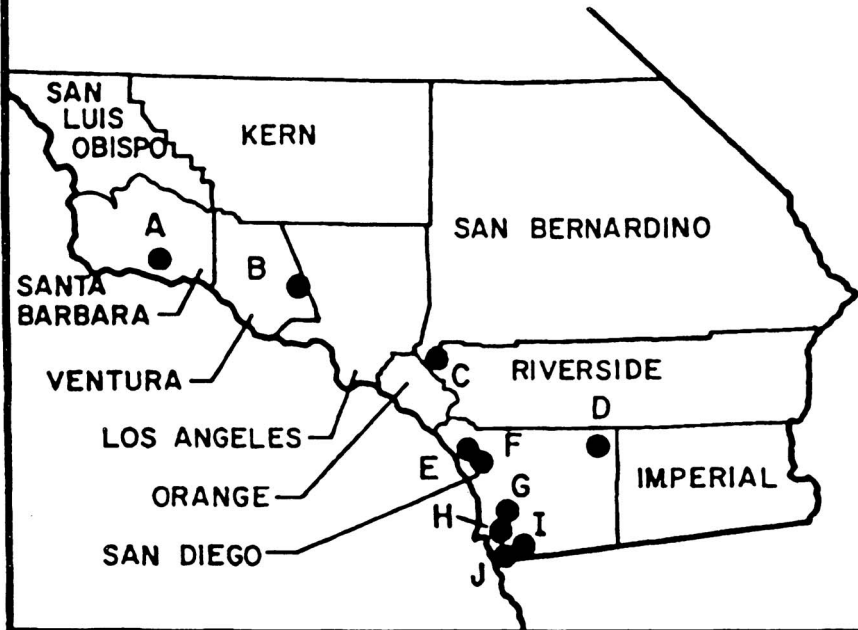 SAN
LUIS
OBISPO
KERN
A
SAN BERNARDINO
B
SANTA
BARBARA
VENTURA
C
RIVERSIDE
D
LOS ANGELES
E
F
IMPERIAL
ORANGE
G
H
I
SAN DIEGO
J